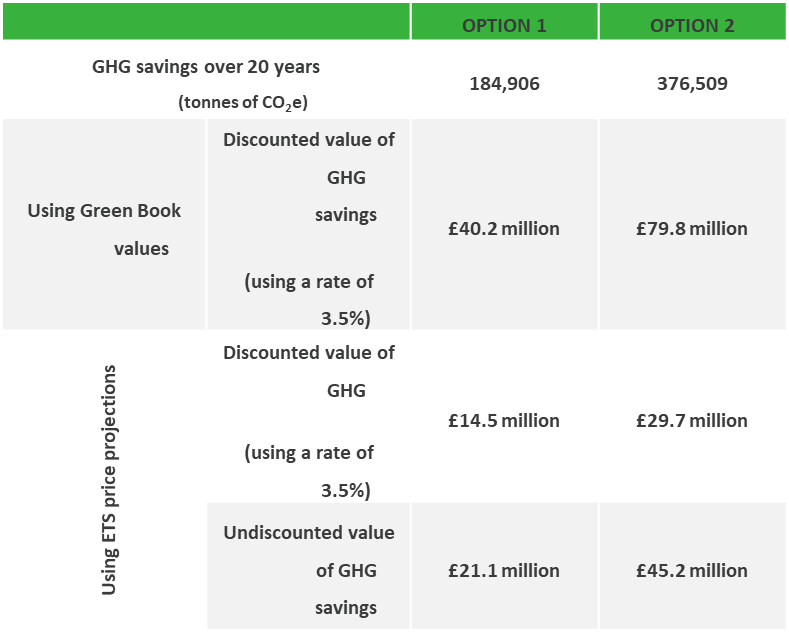 OPTION 1 OPTION 2
GHG savings over 20 years
(tonnes of CO₂e)
184,906 376,509
Using Green Book
values
Discounted value of
GHG
savings
(using a rate of
3.5%)
£40.2 million £79.8 million
Using ETS price projections
Discounted value of
GHG
(using a rate of
3.5%)
£14.5 million £29.7 million
Undiscounted value
of GHG
savings
£21.1 million £45.2 million